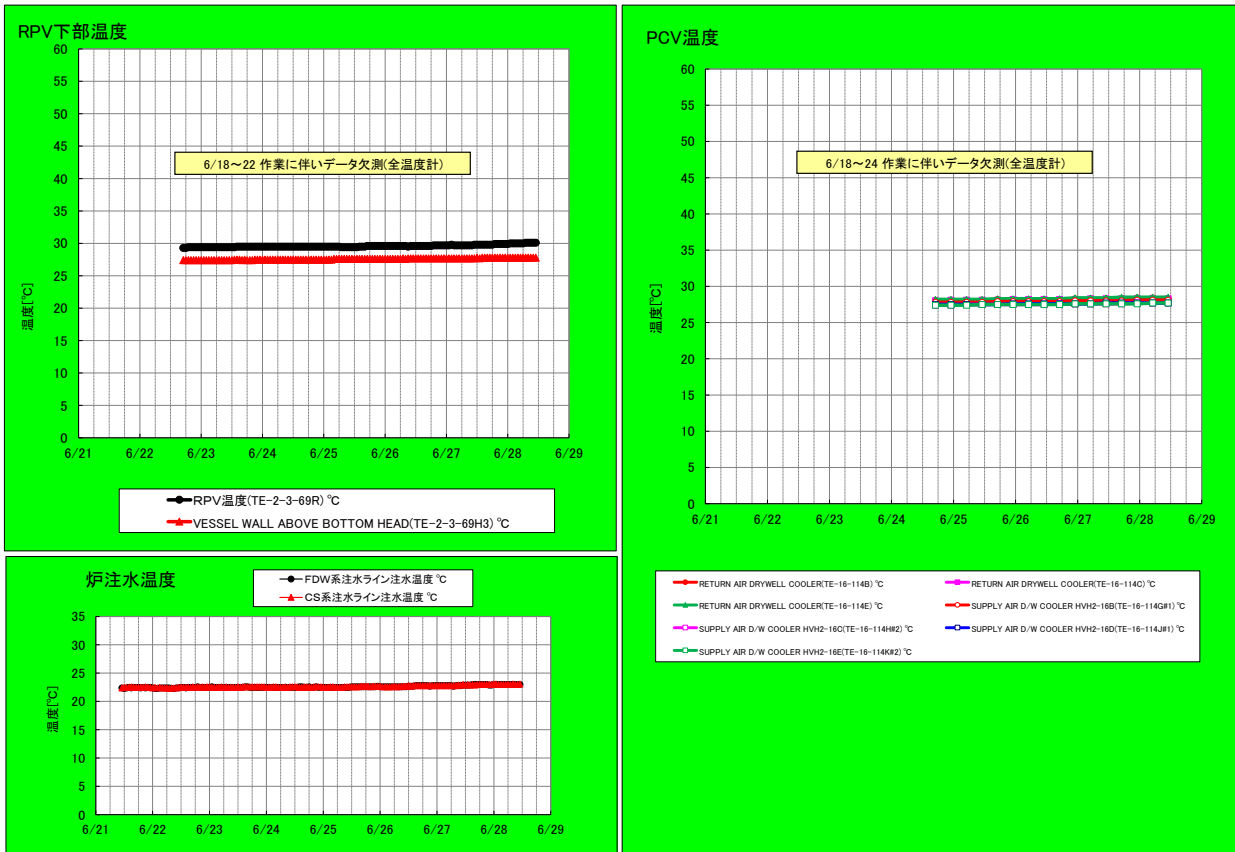 RPV下部温度
60
55
50
45
40
35
30
25
20
15
10
5
0
温度[℃]
6/18～22 作業に伴いデータ欠測(全温度計)
6/21 6/22 6/23 6/24 6/25 6/26 6/27 6/28 6/29
RPV温度(TE-2-3-69R) ℃
VESSEL WALL ABOVE BOTTOM HEAD(TE-2-3-69H3) ℃
炉注水温度
FDW系注水ライン注水温度 ℃
CS系注水ライン注水温度 ℃
35
30
25
20
15
10
5
0
温度[℃]
6/21 6/22 6/23 6/24 6/25 6/26 6/27 6/28 6/29
PCV温度
60
55
50
45
40
35
30
25
20
15
10
5
0
温度[℃]
6/18～24 作業に伴いデータ欠測(全温度計)
6/21 6/22 6/23 6/24 6/25 6/26 6/27 6/28 6/29
RETURN AIR DRYWELL COOLER(TE-16-114B) ℃
RETURN AIR DRYWELL COOLER(TE-16-114C) ℃
RETURN AIR DRYWELL COOLER(TE-16-114E) ℃
SUPPLY AIR D/W COOLER HVH2-16B(TE-16-114G#1) ℃
SUPPLY AIR D/W COOLER HVH2-16C(TE-16-114H#2) ℃
SUPPLY AIR D/W COOLER HVH2-16D(TE-16-114J#1) ℃
SUPPLY AIR D/W COOLER HVH2-16E(TE-16-114K#2) ℃